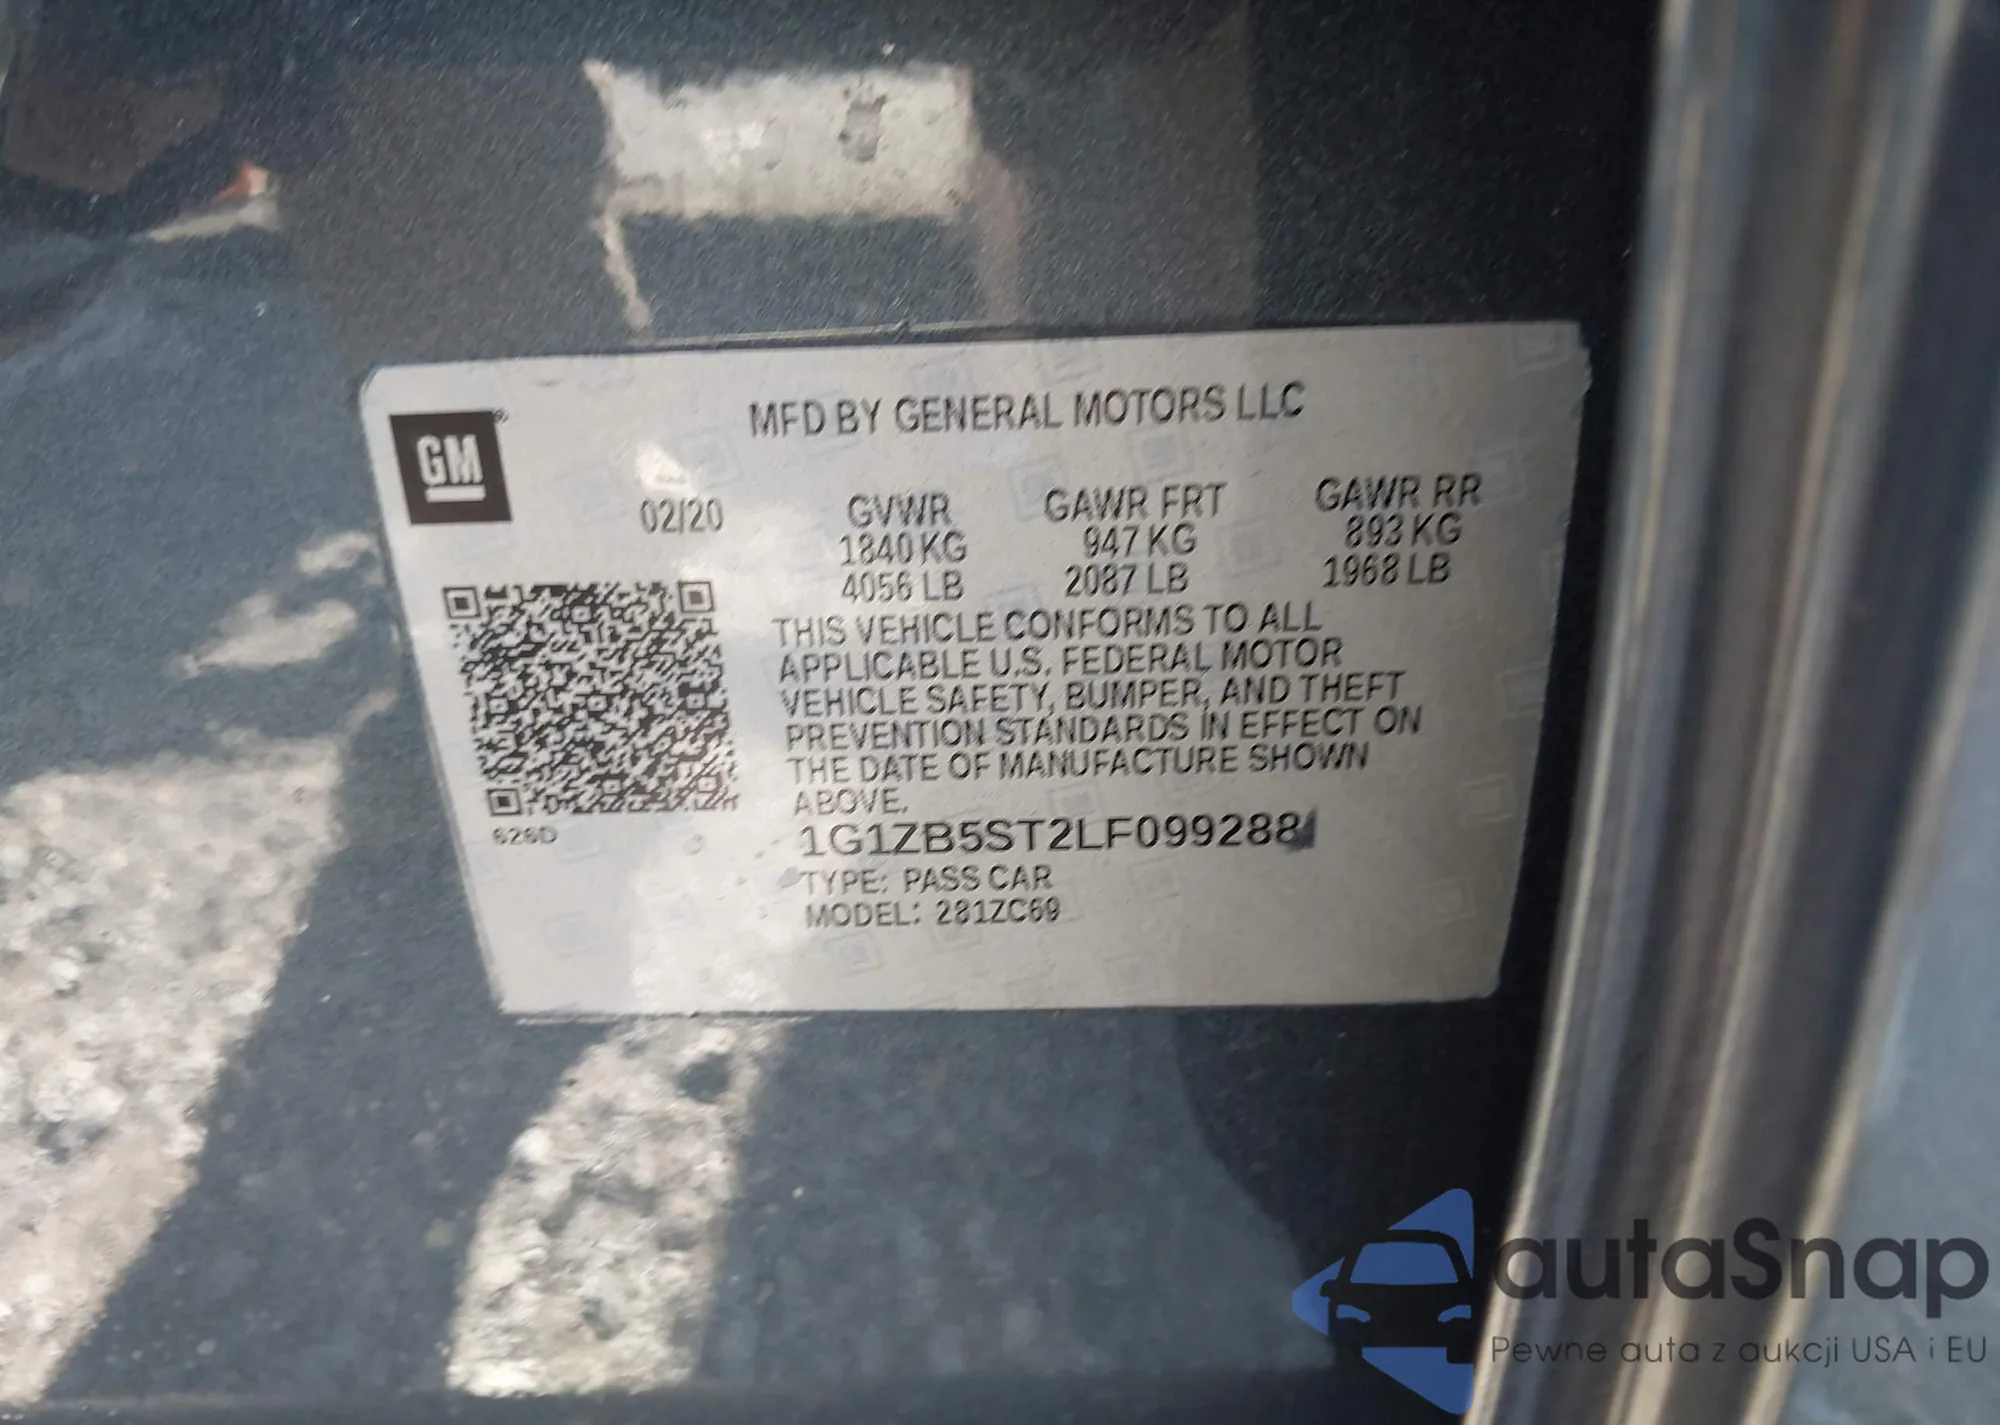 MFD BY GENERAL MOTORS LLC
GM
®
02/20
GVWR
1840 KG
4056 LB
GAWR FRT
947 KG
2087 LB
GAWR RR
893 KG
1968 LB
THIS VEHICLE CONFORMS TO ALL
APPLICABLE U.S. FEDERAL MOTOR
VEHICLE SAFETY, BUMPER, AND THEFT
PREVENTION STANDARDS IN EFFECT ON
THE DATE OF MANUFACTURE SHOWN
ABOVE.
626D
1G1ZB5ST2LF099288
TYPE: PASS CAR
MODEL: 281ZC69
autaSnap
Pewne auta z aukcji USA i EU